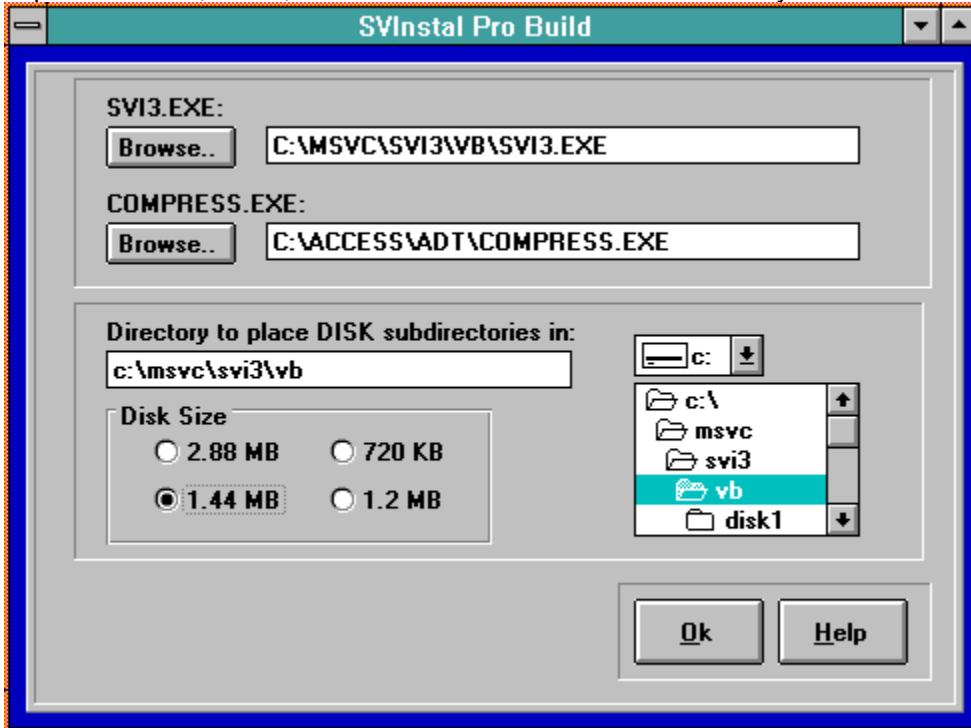 SVInstal Pro Build
SVI3.EXE:
Browse.. C:\MSVC\SVI3\VB\SVI3.EXE
COMPRESS.EXE:
Browse.. C:\ACCESS\ADT\COMPRESS.EXE
Directory to place DISK subdirectories in:
c:\msvc\svi3\vb
c:
Disk Size
2.88 MB 720 KB
1.44 MB 1.2 MB
c:\
msvc
svi3
vb
disk1
Ok Help